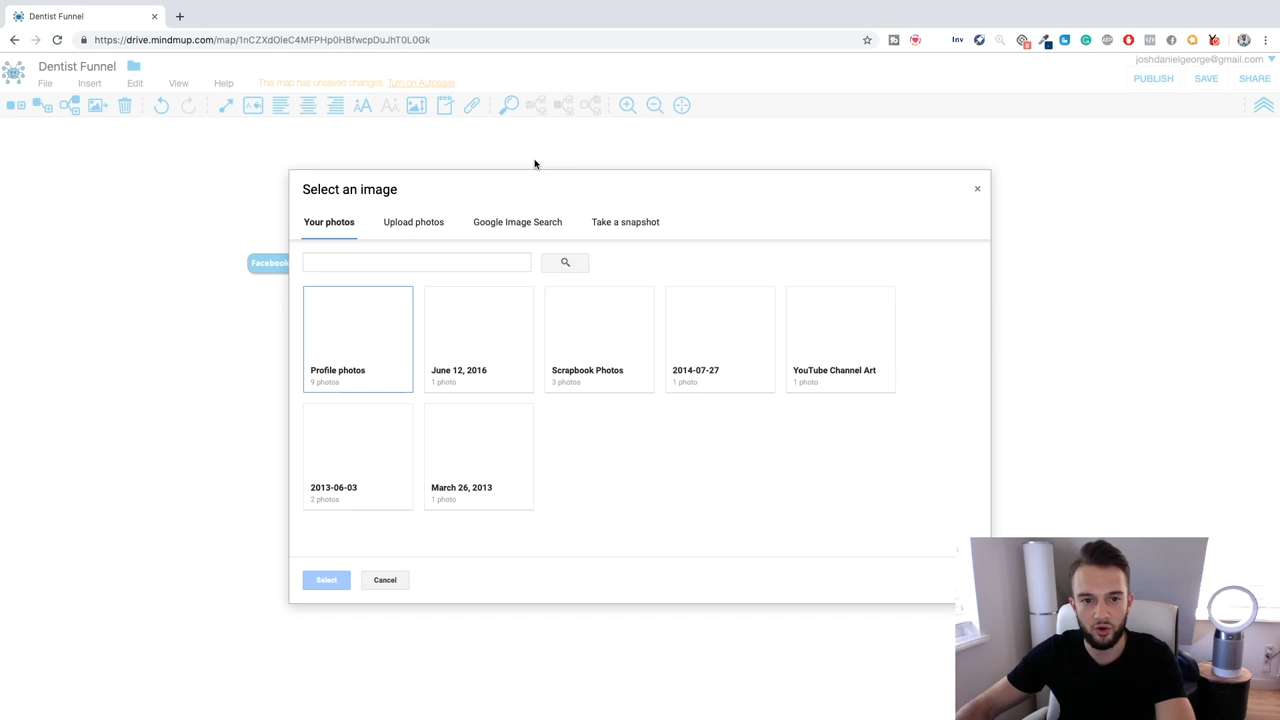 Dentist Funnel
https://drive.mindmup.com/map/1nCZXdOleC4MFPHp0HBfwcpDuJhT0L0Gk
Inv
Dentist Funnel
joshdanielgeorge@gmail.com
File Insert Edit View Help
This map has unsaved changes. Turn on Autosave
PUBLISH SAVE SHARE
Select an image
Your photos Upload photos Google Image Search Take a snapshot
Facebook
Profile photos June 12, 2016 Scrapbook Photos 2014-07-27 YouTube Channel Art
9 photos 1 photo 3 photos 1 photo 1 photo
2013-06-03 March 26, 2013
2 photos 1 photo
Select Cancel